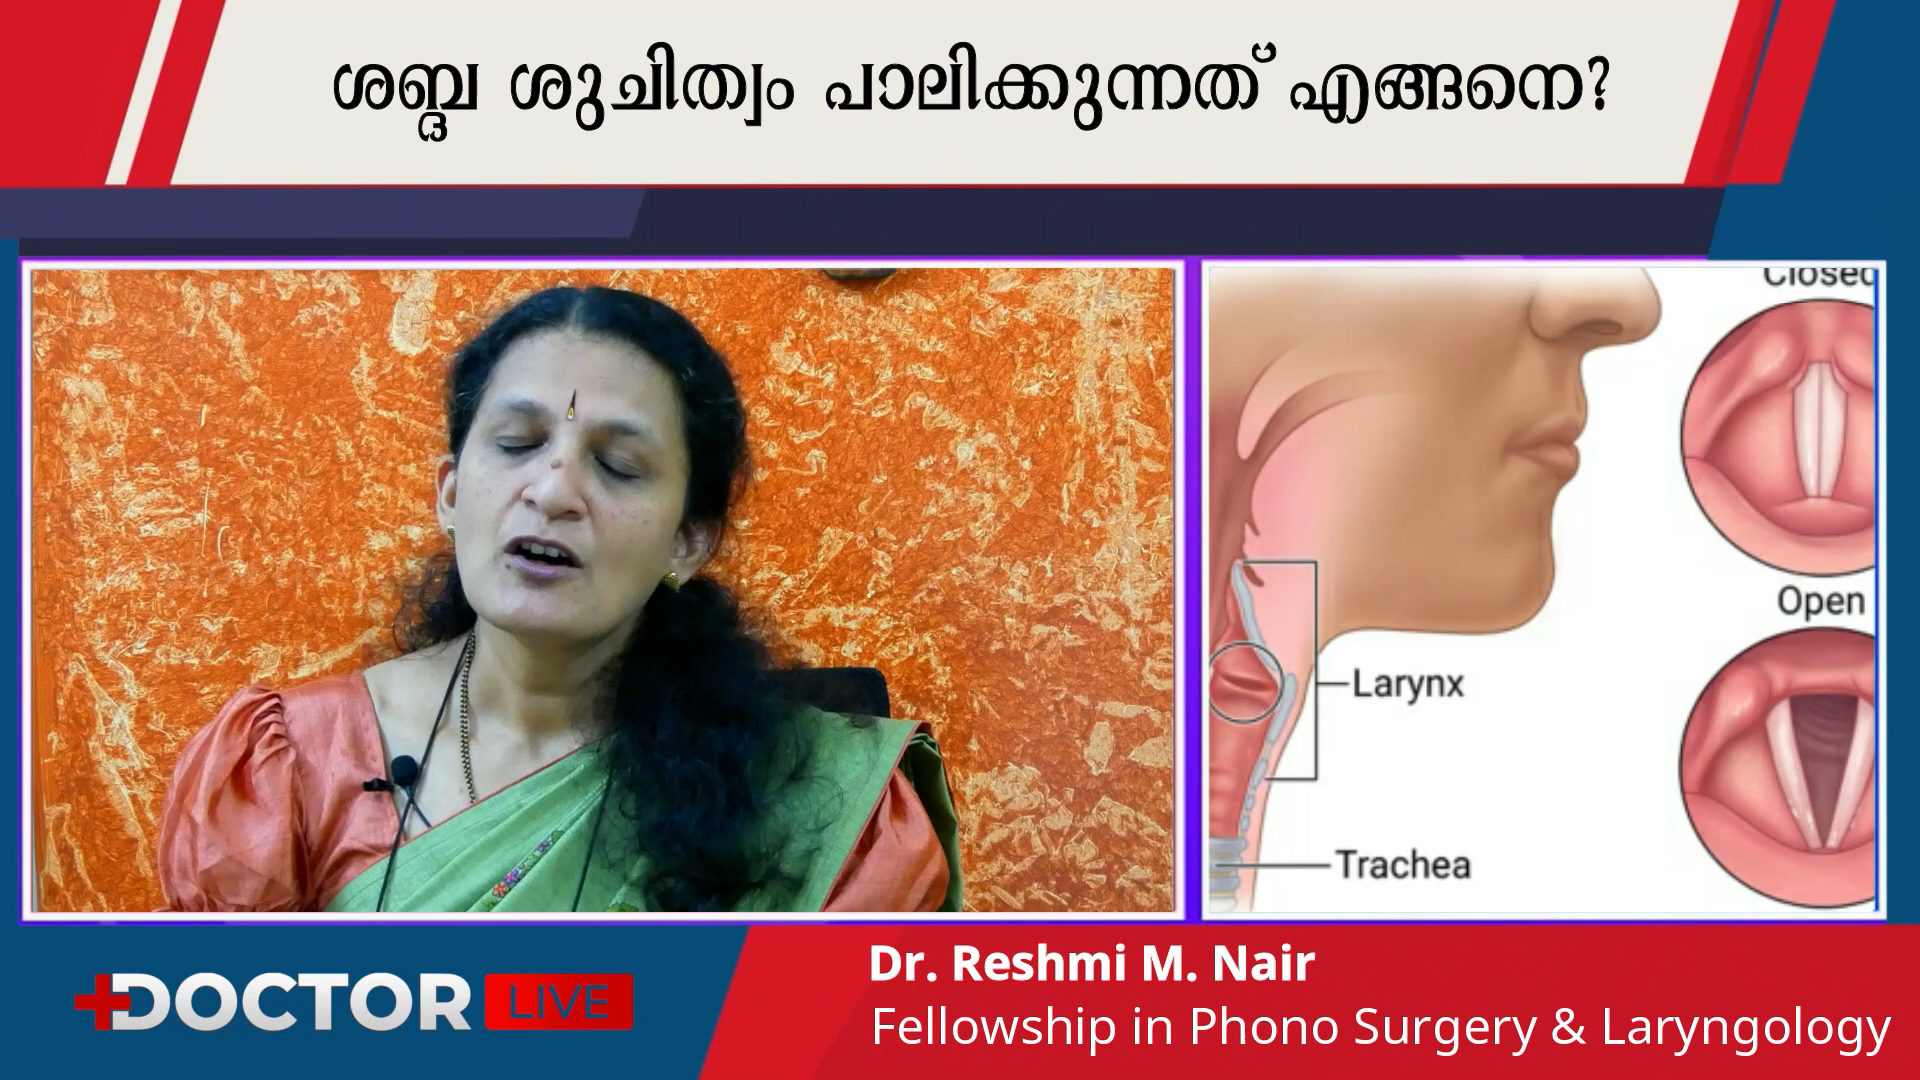 ശബ്ദ ശുചിത്വം പാലിക്കുന്നത് എങ്ങനെ?
Closed
Open
Larynx
Trachea
DOCTOR LIVE
Dr. Reshmi M. Nair
Fellowship in Phono Surgery & Laryngology